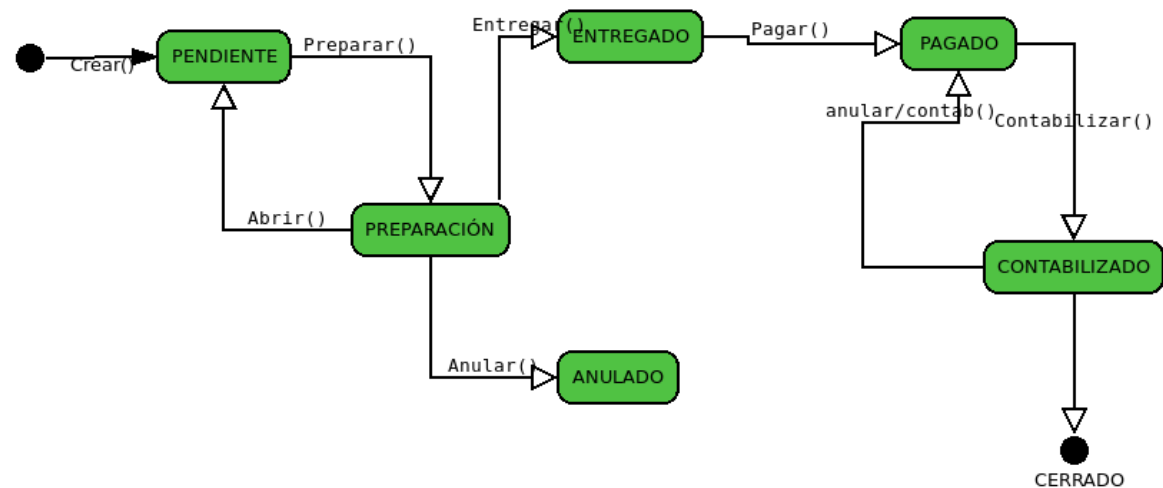 Crear()
PENDIENTE
Preparar()
Entregar()
ENTREGADO
Pagar()
PAGADO
anular/contab()
Contabilizar()
Abrir()
PREPARACIÓN
CONTABILIZADO
Anular()
ANULADO
CERRADO